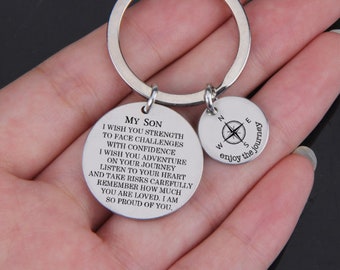 MY SON
I WISH YOU STRENGTH
TO FACE CHALLENGES
WITH CONFIDENCE
I WISH YOU ADVENTURE
ON YOUR JOURNEY
LISTEN TO YOUR HEART
AND TAKE RISKS CAREFULLY
REMEMBER HOW MUCH
YOU ARE LOVED. I AM
SO PROUD OF YOU.
N
W E
S
enjoy the journey